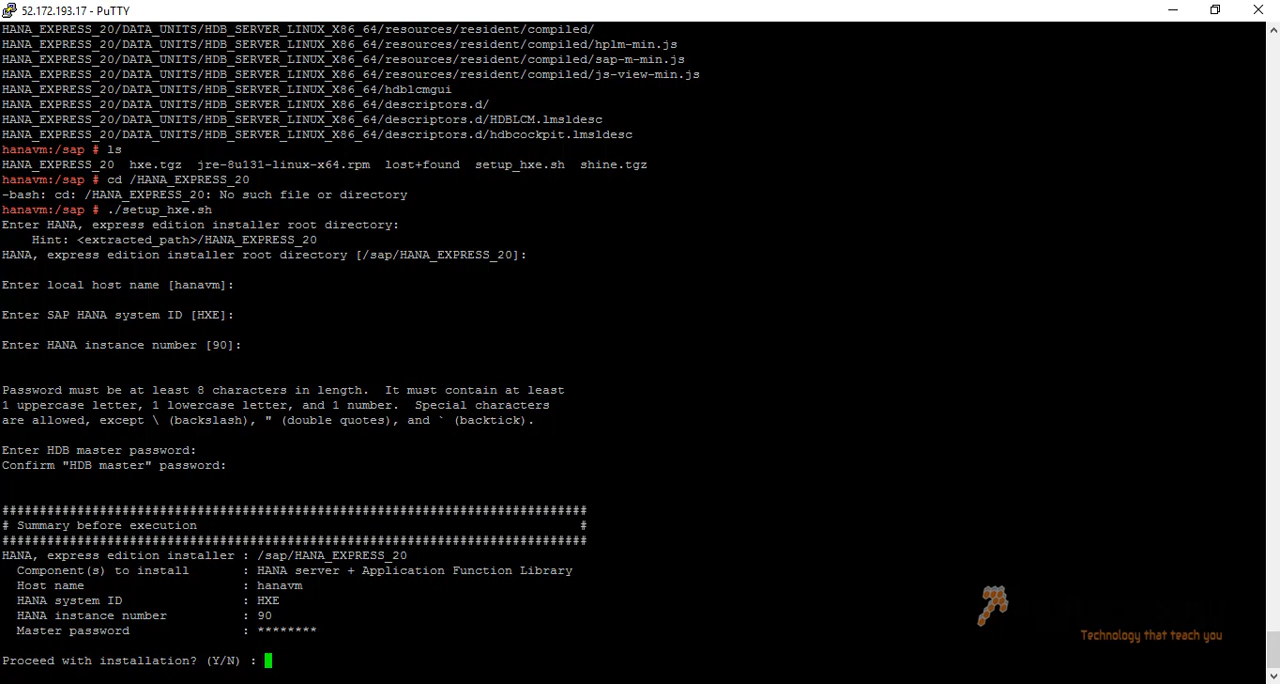 52.172.193.17 - PuTTY
HANA_EXPRESS_20/DATA_UNITS/HDB_SERVER_LINUX_X86_64/resources/resident/compiled/
HANA_EXPRESS_20/DATA_UNITS/HDB_SERVER_LINUX_X86_64/resources/resident/compiled/hplm-min.js
HANA_EXPRESS_20/DATA_UNITS/HDB_SERVER_LINUX_X86_64/resources/resident/compiled/sap-m-min.js
HANA_EXPRESS_20/DATA_UNITS/HDB_SERVER_LINUX_X86_64/resources/resident/compiled/js-view-min.js
HANA_EXPRESS_20/DATA_UNITS/HDB_SERVER_LINUX_X86_64/hdblcmgui
HANA_EXPRESS_20/DATA_UNITS/HDB_SERVER_LINUX_X86_64/descriptors.d/
HANA_EXPRESS_20/DATA_UNITS/HDB_SERVER_LINUX_X86_64/descriptors.d/HDBLCM.lmsldesc
HANA_EXPRESS_20/DATA_UNITS/HDB_SERVER_LINUX_X86_64/descriptors.d/hdbcockpit.lmsldesc
hanavm:/sap # ls
HANA_EXPRESS_20  hxe.tgz  jre-8u131-linux-x64.rpm  lost+found  setup_hxe.sh  shine.tgz
hanavm:/sap # cd /HANA_EXPRESS_20
-bash: cd: /HANA_EXPRESS_20: No such file or directory
hanavm:/sap # ./setup_hxe.sh
Enter HANA, express edition installer root directory:
    Hint: <extracted_path>/HANA_EXPRESS_20
HANA, express edition installer root directory [/sap/HANA_EXPRESS_20]:
Enter local host name [hanavm]:
Enter SAP HANA system ID [HXE]:
Enter HANA instance number [90]:
Password must be at least 8 characters in length.  It must contain at least
1 uppercase letter, 1 lowercase letter, and 1 number.  Special characters
are allowed, except \ (backslash), " (double quotes), and ` (backtick).
Enter HDB master password:
Confirm "HDB master" password:
##############################################################################
# Summary before execution                                                   #
##############################################################################
HANA, express edition installer : /sap/HANA_EXPRESS_20
  Component(s) to install       : HANA server + Application Function Library
  Host name                     : hanavm
  HANA system ID                : HXE
  HANA instance number          : 90
  Master password               : ********
Proceed with installation? (Y/N) :
Technology that teach you